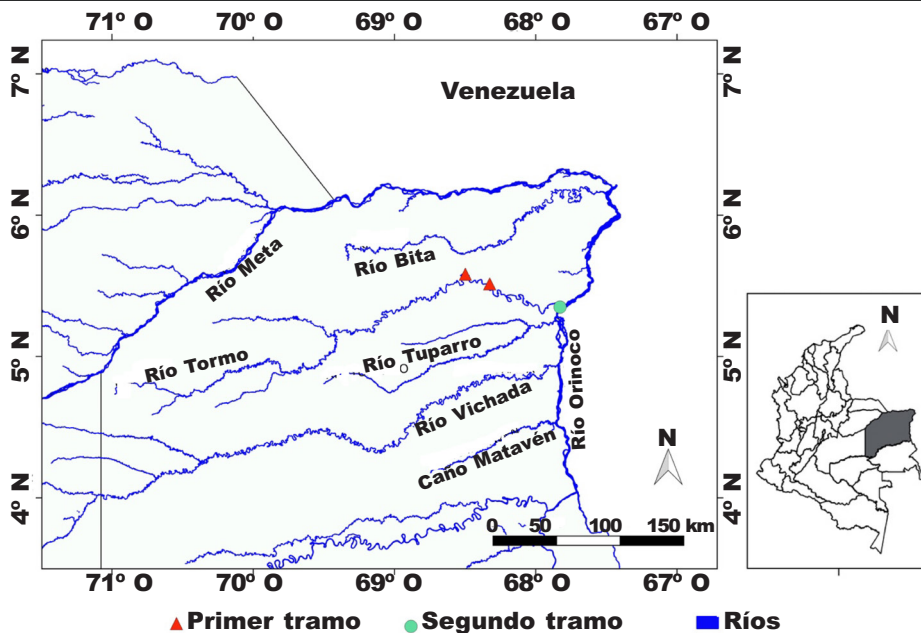 71º O 70º O 69º O 68º O 67º O
7º N
7º N
Venezuela
6º N
6º N
Río Meta
Río Bita
5º N
5º N
Río Tormo
Río Tuparro
Río Orinoco
Río Vichada
Caño Matavén
N
N
4º N
4º N
0 50 100 150 km
71º O 70º O 69º O 68º O 67º O
Primer tramo Segundo tramo Ríos